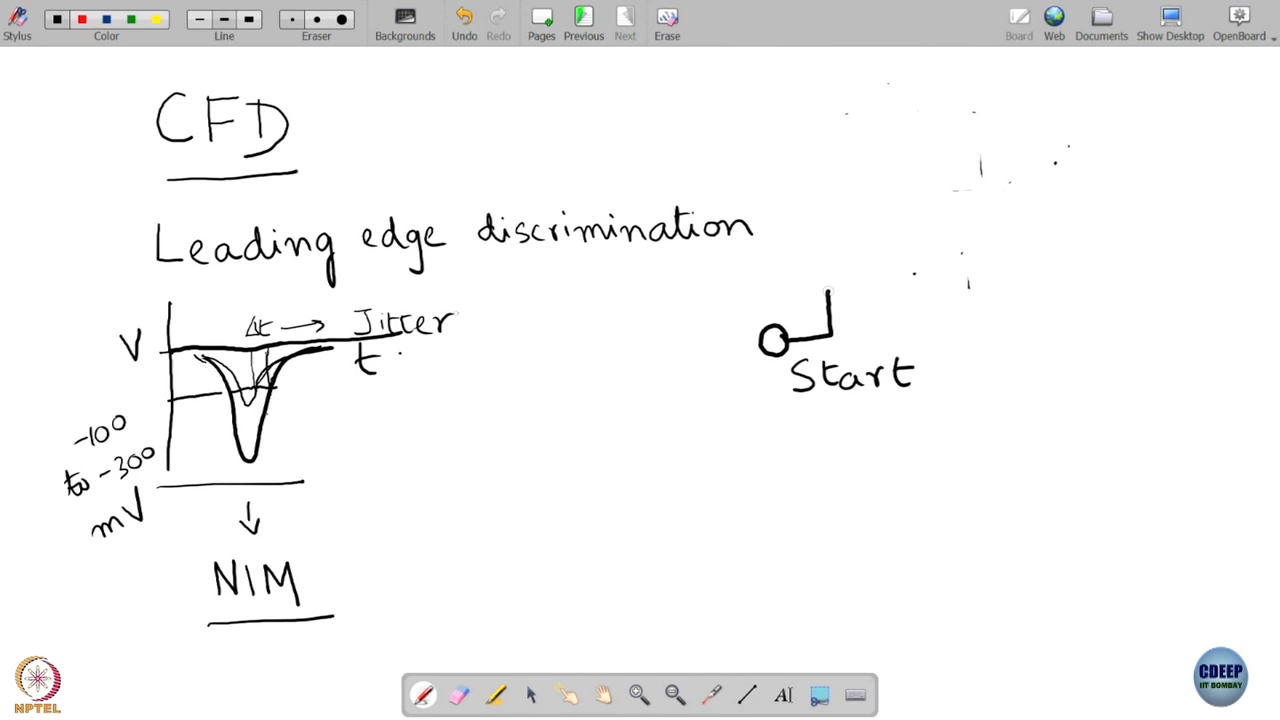 Stylus
Color
Line
Eraser
Backgrounds
Undo
Redo
Pages
Previous
Next
Erase
Board
Web
Documents
Show Desktop
OpenBoard
CFD
Leading edge discrimination
Δt → Jitter
V
t
-100
to -300
mV
↓
NIM
Start
NPTEL
CDEEP
IIT BOMBAY